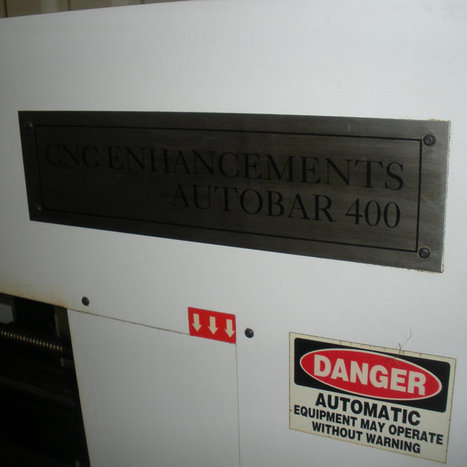 CNC ENHANCEMENTS
AUTOBAR 400
DANGER
AUTOMATIC
EQUIPMENT MAY OPERATE
WITHOUT WARNING